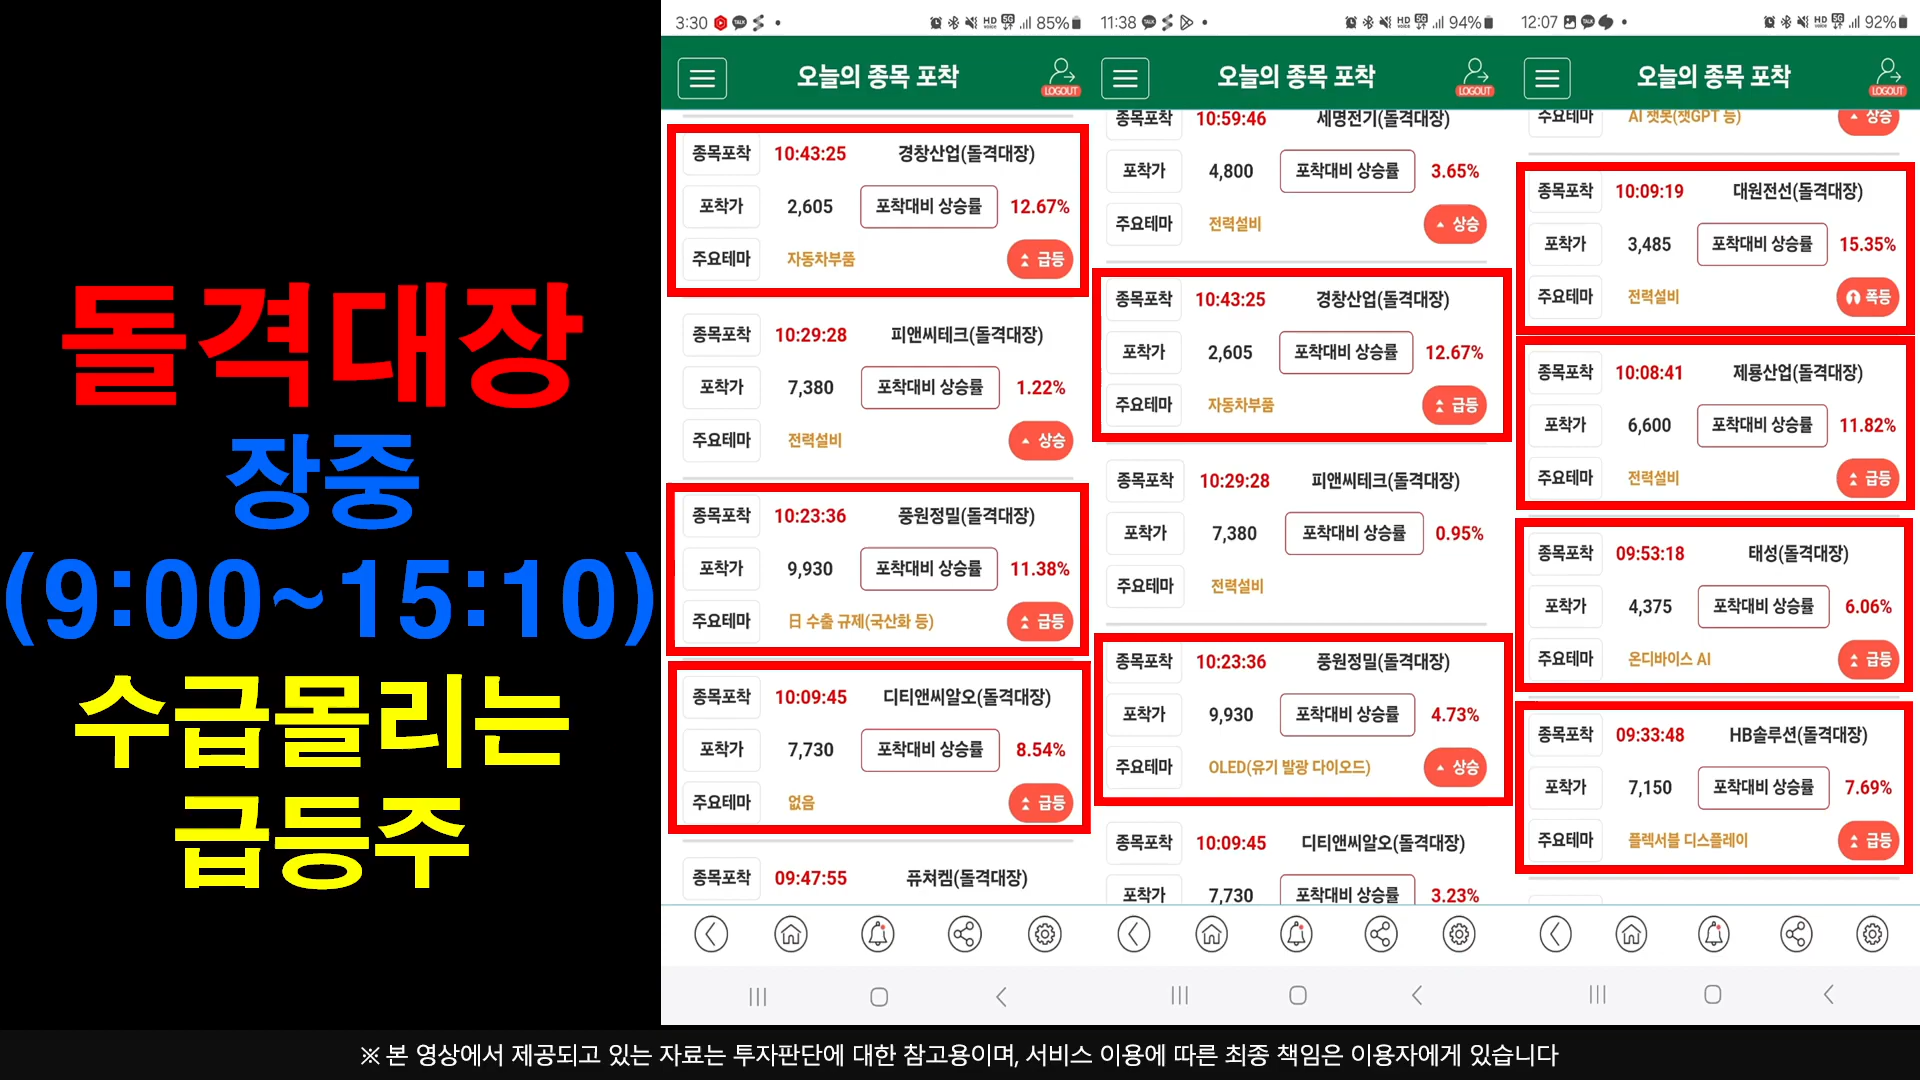 돌격대장
장중
(9:00~15:10)
수급몰리는
급등주
3:30 85%
오늘의 종목 포착
LOGOUT
종목포착 10:43:25 경창산업(돌격대장)
포착가 2,605 포착대비 상승률 12.67%
주요테마 자동차부품 급등
종목포착 10:29:28 피앤씨테크(돌격대장)
포착가 7,380 포착대비 상승률 1.22%
주요테마 전력설비 상승
종목포착 10:23:36 풍원정밀(돌격대장)
포착가 9,930 포착대비 상승률 11.38%
주요테마 日 수출 규제(국산화 등) 급등
종목포착 10:09:45 디티앤씨알오(돌격대장)
포착가 7,730 포착대비 상승률 8.54%
주요테마 없음 급등
종목포착 09:47:55 퓨쳐켐(돌격대장)
11:38 94%
오늘의 종목 포착
LOGOUT
종목포착 10:59:46 세명전기(돌격대장)
포착가 4,800 포착대비 상승률 3.65%
주요테마 전력설비 상승
종목포착 10:43:25 경창산업(돌격대장)
포착가 2,605 포착대비 상승률 12.67%
주요테마 자동차부품 급등
종목포착 10:29:28 피앤씨테크(돌격대장)
포착가 7,380 포착대비 상승률 0.95%
주요테마 전력설비
종목포착 10:23:36 풍원정밀(돌격대장)
포착가 9,930 포착대비 상승률 4.73%
주요테마 OLED(유기 발광 다이오드) 상승
종목포착 10:09:45 디티앤씨알오(돌격대장)
포착가 7,730 포착대비 상승률 3.23%
12:07 92%
오늘의 종목 포착
LOGOUT
주요테마 AI 챗봇(챗GPT 등) 상승
종목포착 10:09:19 대원전선(돌격대장)
포착가 3,485 포착대비 상승률 15.35%
주요테마 전력설비 폭등
종목포착 10:08:41 제룡산업(돌격대장)
포착가 6,600 포착대비 상승률 11.82%
주요테마 전력설비 급등
종목포착 09:53:18 태성(돌격대장)
포착가 4,375 포착대비 상승률 6.06%
주요테마 온디바이스 AI 급등
종목포착 09:33:48 HB솔루션(돌격대장)
포착가 7,150 포착대비 상승률 7.69%
주요테마 플렉서블 디스플레이 급등
※ 본 영상에서 제공되고 있는 자료는 투자판단에 대한 참고용이며, 서비스 이용에 따른 최종 책임은 이용자에게 있습니다